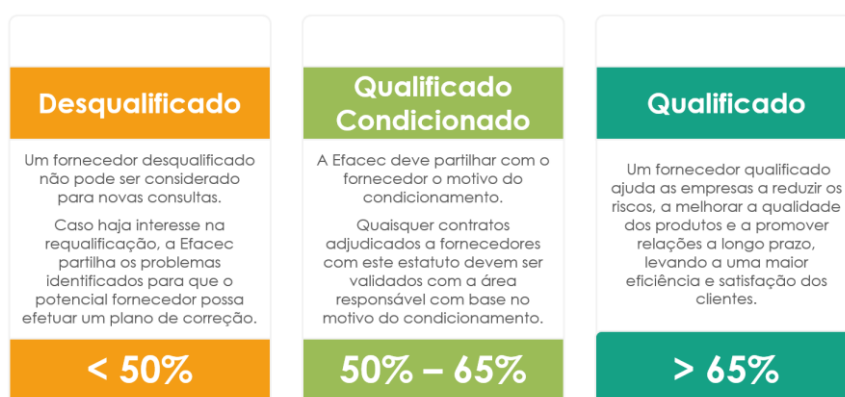 Desqualificado
Um fornecedor desqualificado
não pode ser considerado
para novas consultas.
Caso haja interesse na
requalificação, a Efacec
partilha os problemas
identificados para que o
potencial fornecedor possa
efetuar um plano de correção.
< 50%
Qualificado
Condicionado
A Efacec deve partilhar com o
fornecedor o motivo do
condicionamento.
Quaisquer contratos
adjudicados a fornecedores
com este estatuto devem ser
validados com a área
responsável com base no
motivo do condicionamento.
50% – 65%
Qualificado
Um fornecedor qualificado
ajuda as empresas a reduzir os
riscos, a melhorar a qualidade
dos produtos e a promover
relações a longo prazo,
levando a uma maior
eficiência e satisfação dos
clientes.
> 65%